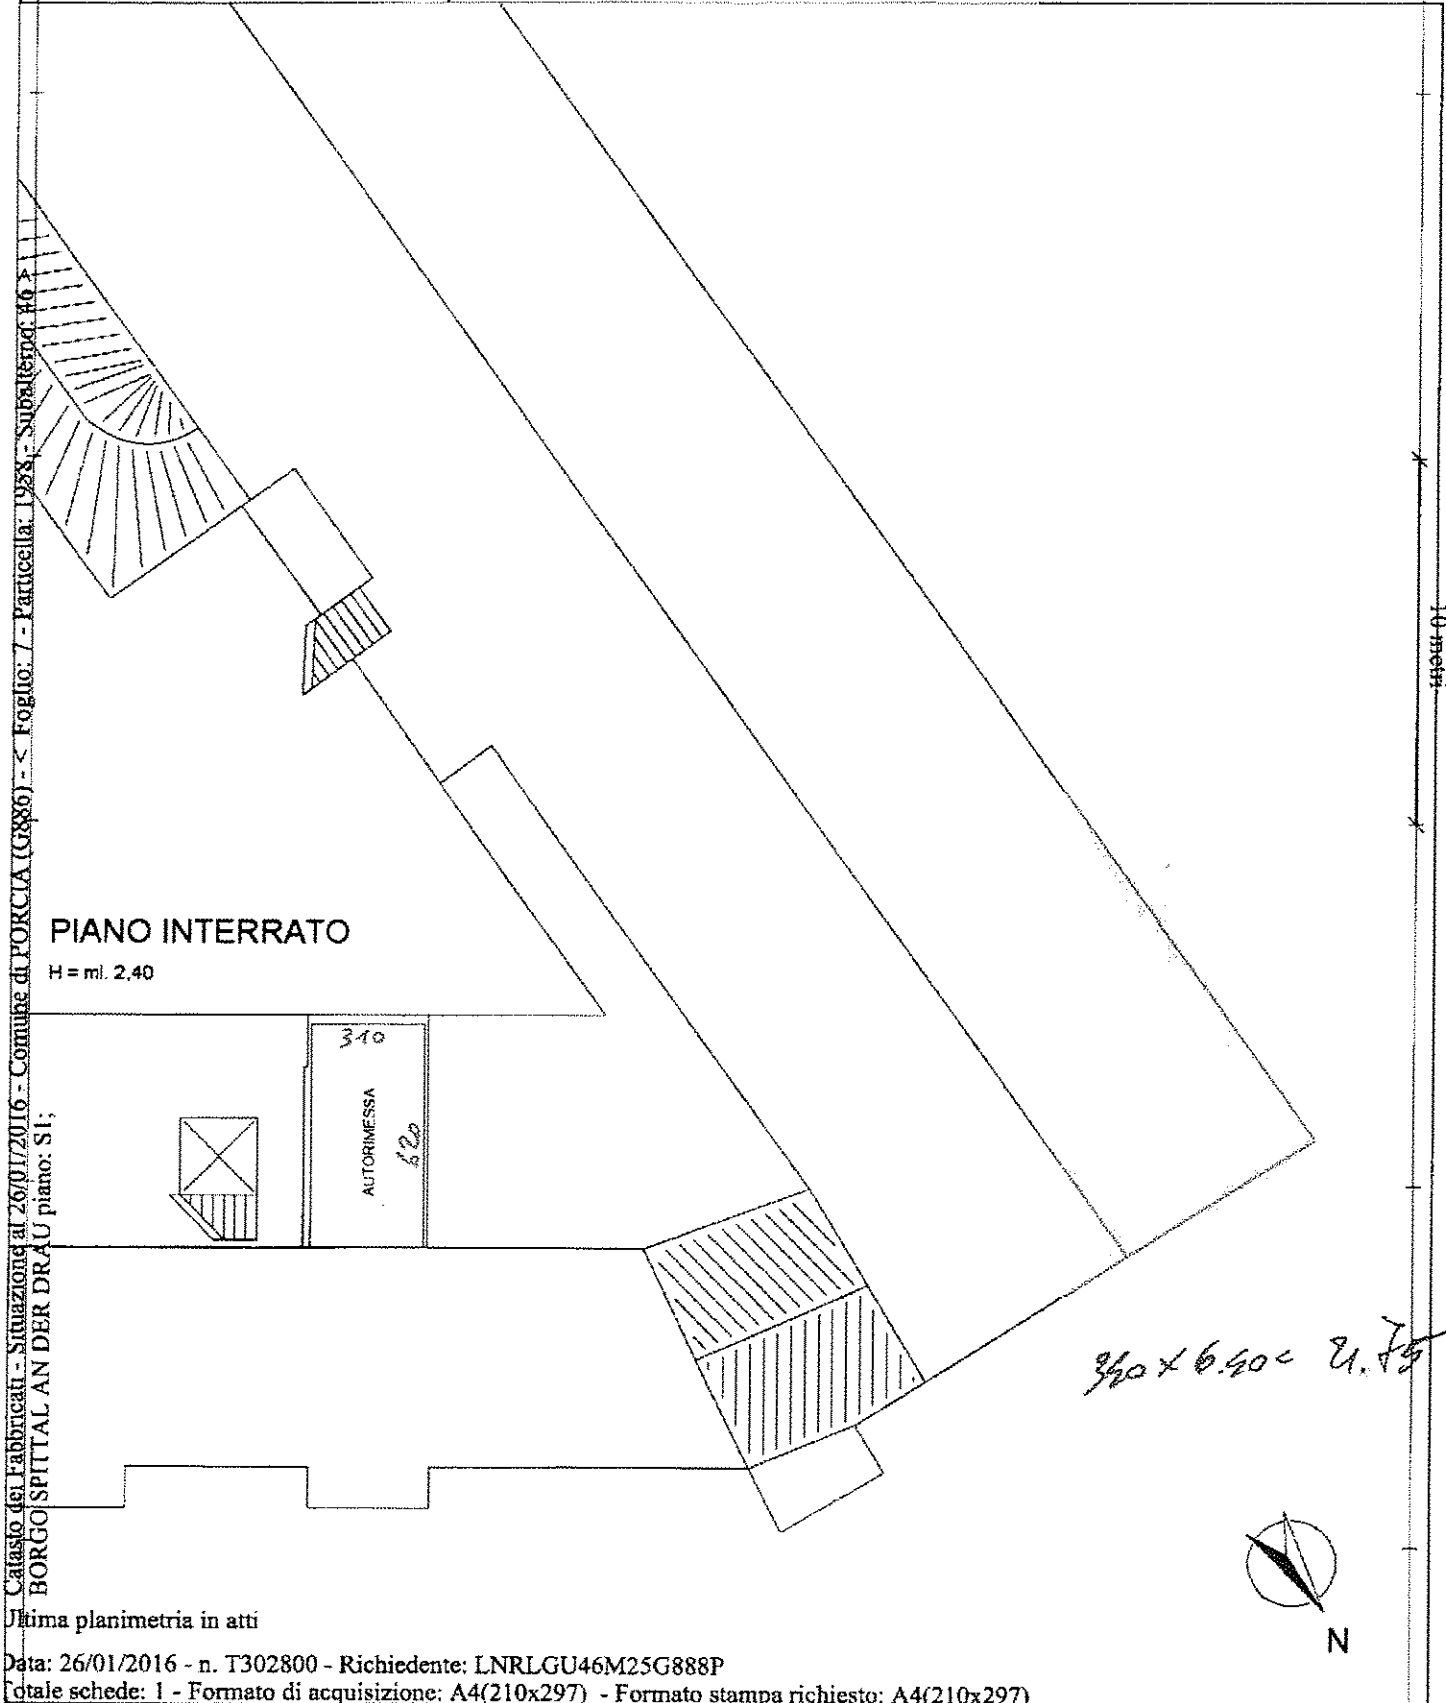 PIANO INTERRATO
H = ml. 2,40
310
AUTORIMESSA
620
10 metri
Catasto dei Fabbricati - Situazione al 26/01/2016 - Comune di PORCIA (G886) - < Foglio: 7 - Particella: 1958 - Subalterno: 46 >
BORGO SPITTAL AN DER DRAU piano: S1;
N
Ultima planimetria in atti
Data: 26/01/2016 - n. T302800 - Richiedente: LNRLGU46M25G888P
Totale schede: 1 - Formato di acquisizione: A4(210x297) - Formato stampa richiesto: A4(210x297)